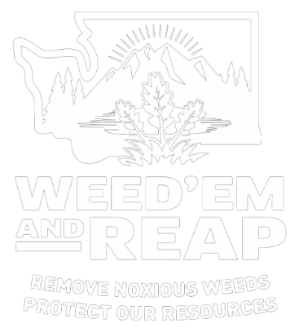 WEED'EM
AND REAP
REMOVE NOXIOUS WEEDS
PROTECT OUR RESOURCES